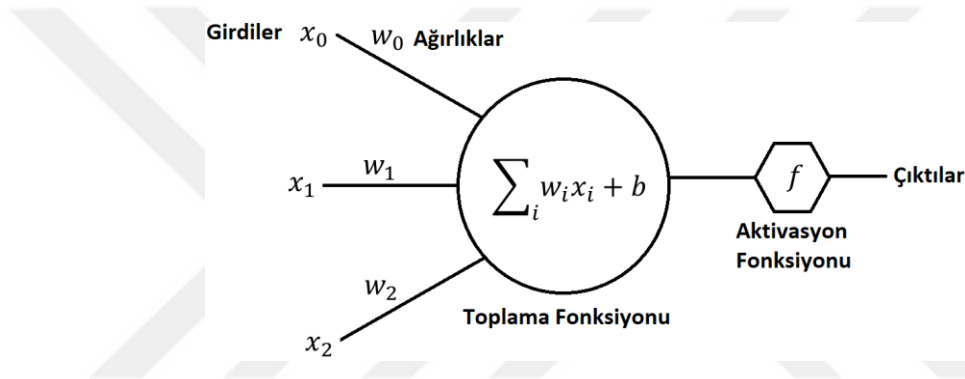 Girdiler x₀ w₀ Ağırlıklar
x₁ w₁
∑ᵢ wᵢxᵢ + b
f
Çıktılar
Aktivasyon
Fonksiyonu
w₂
x₂
Toplama Fonksiyonu